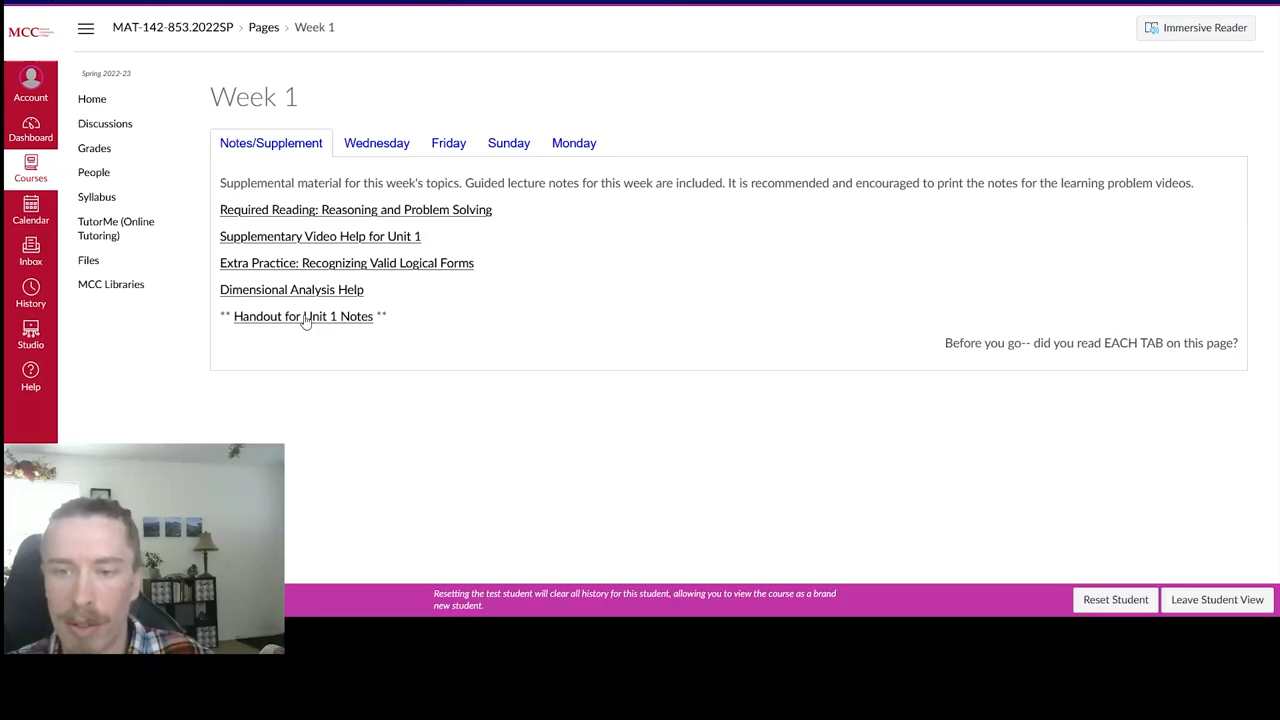 MCC
MAT-142-853.2022SP › Pages › Week 1
Immersive Reader
Account
Dashboard
Courses
Calendar
Inbox
History
Studio
Help
Spring 2022-23
Home
Discussions
Grades
People
Syllabus
TutorMe (Online
Tutoring)
Files
MCC Libraries
Week 1
Notes/Supplement Wednesday Friday Sunday Monday
Supplemental material for this week's topics. Guided lecture notes for this week are included. It is recommended and encouraged to print the notes for the learning problem videos.
Required Reading: Reasoning and Problem Solving
Supplementary Video Help for Unit 1
Extra Practice: Recognizing Valid Logical Forms
Dimensional Analysis Help
** Handout for Unit 1 Notes **
Before you go-- did you read EACH TAB on this page?
Resetting the test student will clear all history for this student, allowing you to view the course as a brand
new student.
Reset Student
Leave Student View